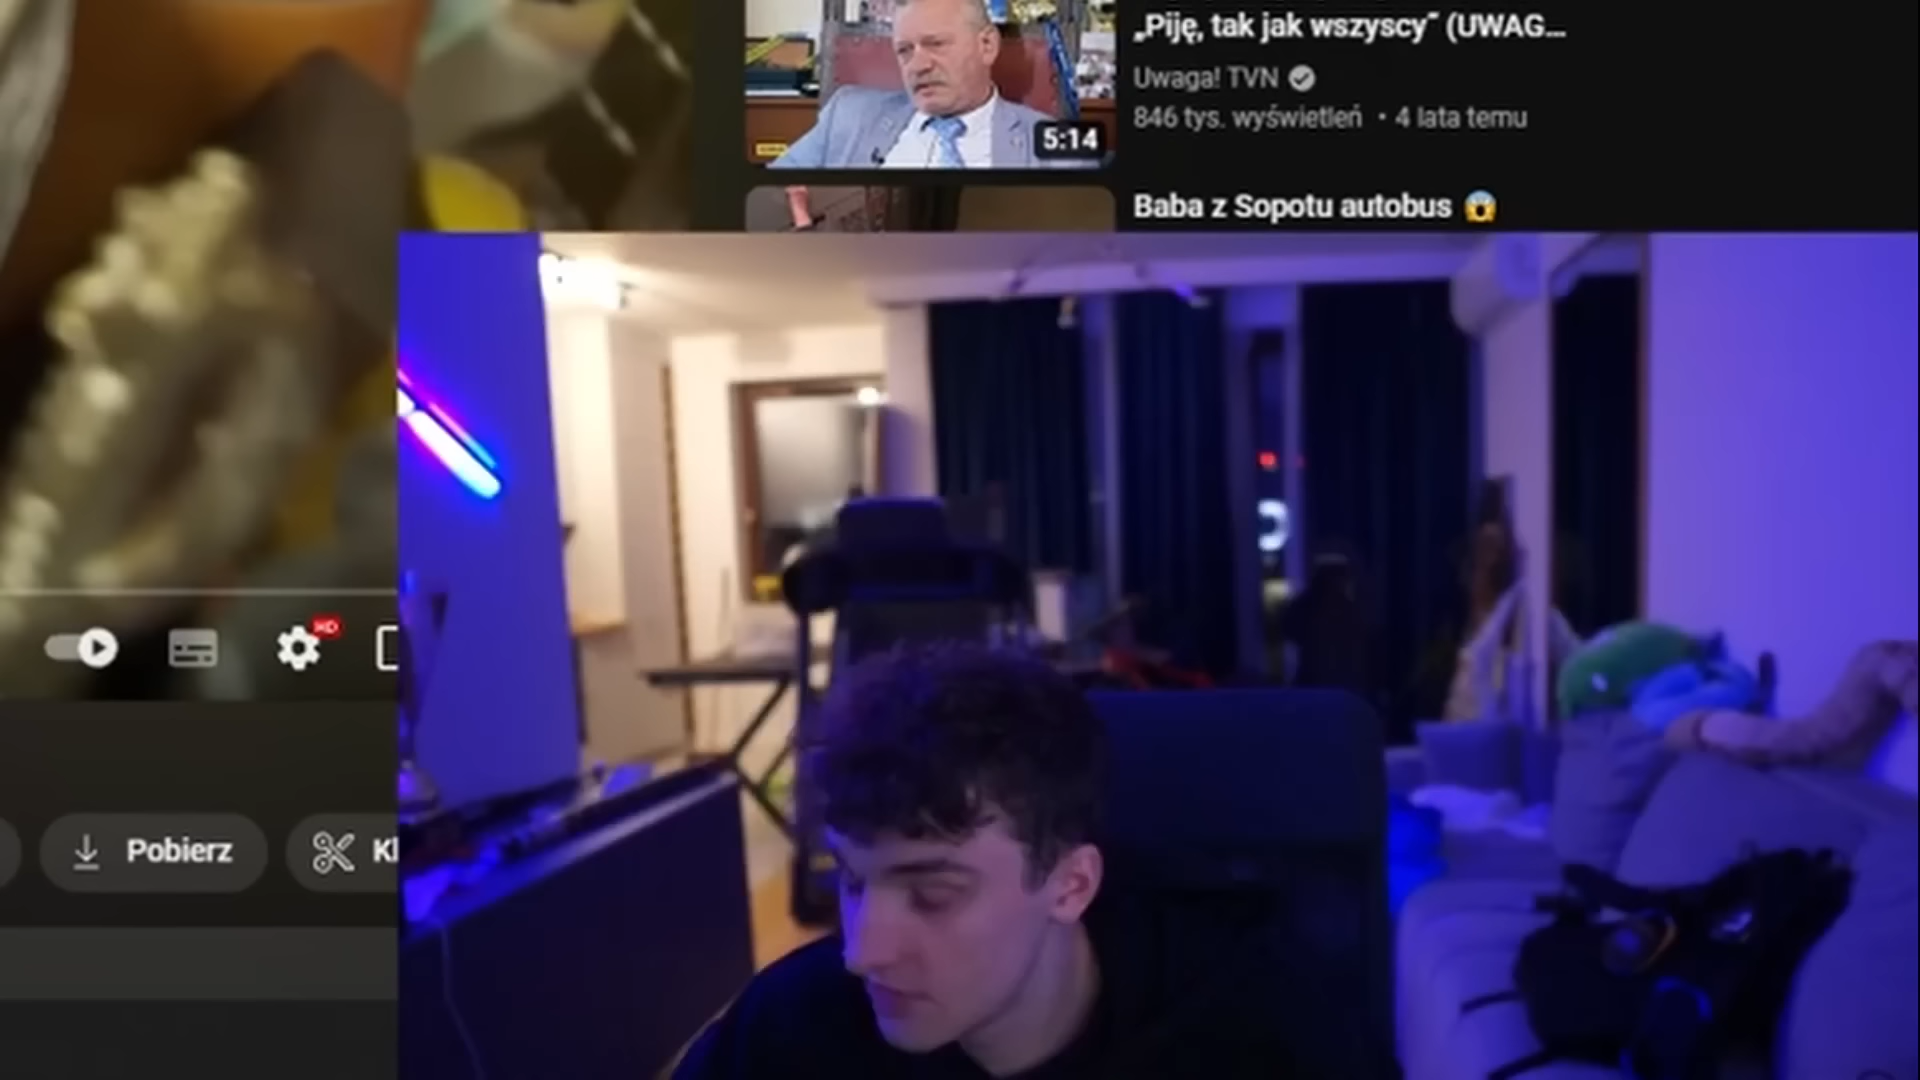 „Piję, tak jak wszyscy” (UWAG...
Uwaga! TVN
846 tys. wyświetleń • 4 lata temu
5:14
Baba z Sopotu autobus 😱
HD
Pobierz
Kl